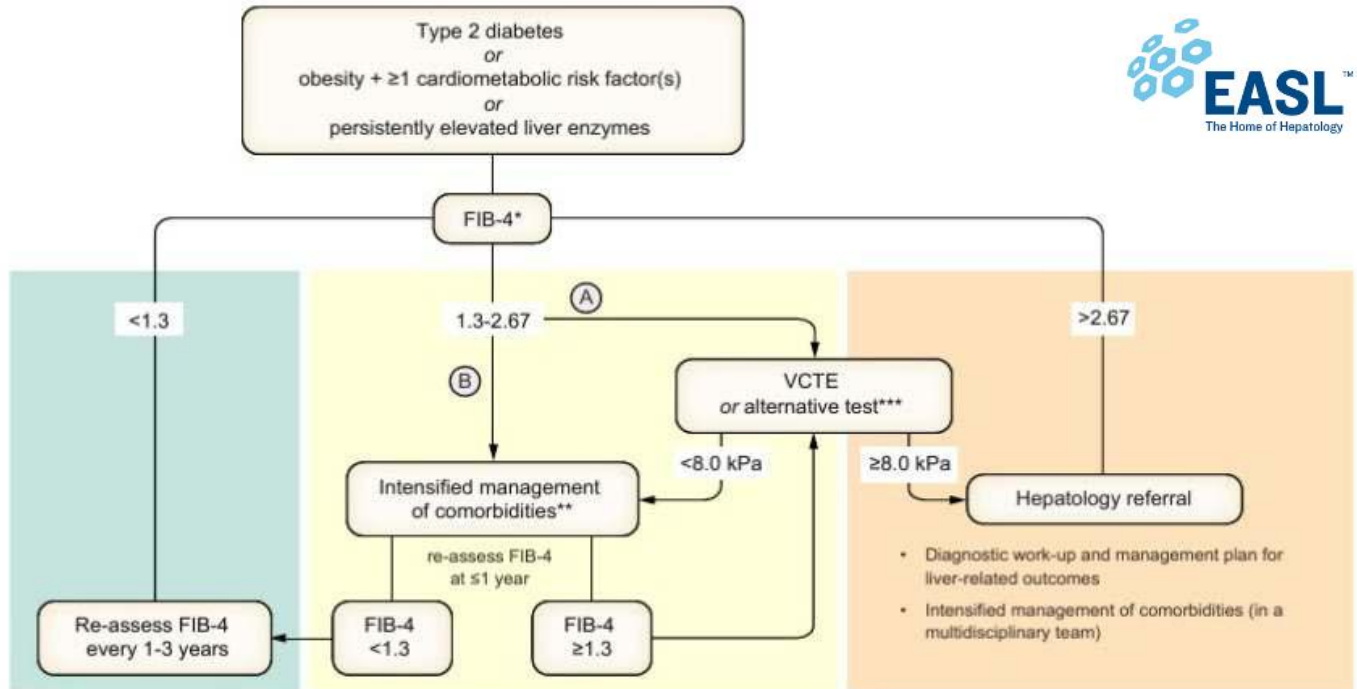 Type 2 diabetes
or
obesity + ≥1 cardiometabolic risk factor(s)
or
persistently elevated liver enzymes
EASL™
The Home of Hepatology
FIB-4*
<1.3
1.3-2.67
A
>2.67
B
VCTE
or alternative test***
<8.0 kPa
≥8.0 kPa
Intensified management
of comorbidities**
Hepatology referral
re-assess FIB-4
at ≤1 year
• Diagnostic work-up and management plan for
liver-related outcomes
• Intensified management of comorbidities (in a
multidisciplinary team)
Re-assess FIB-4
every 1-3 years
FIB-4
<1.3
FIB-4
≥1.3